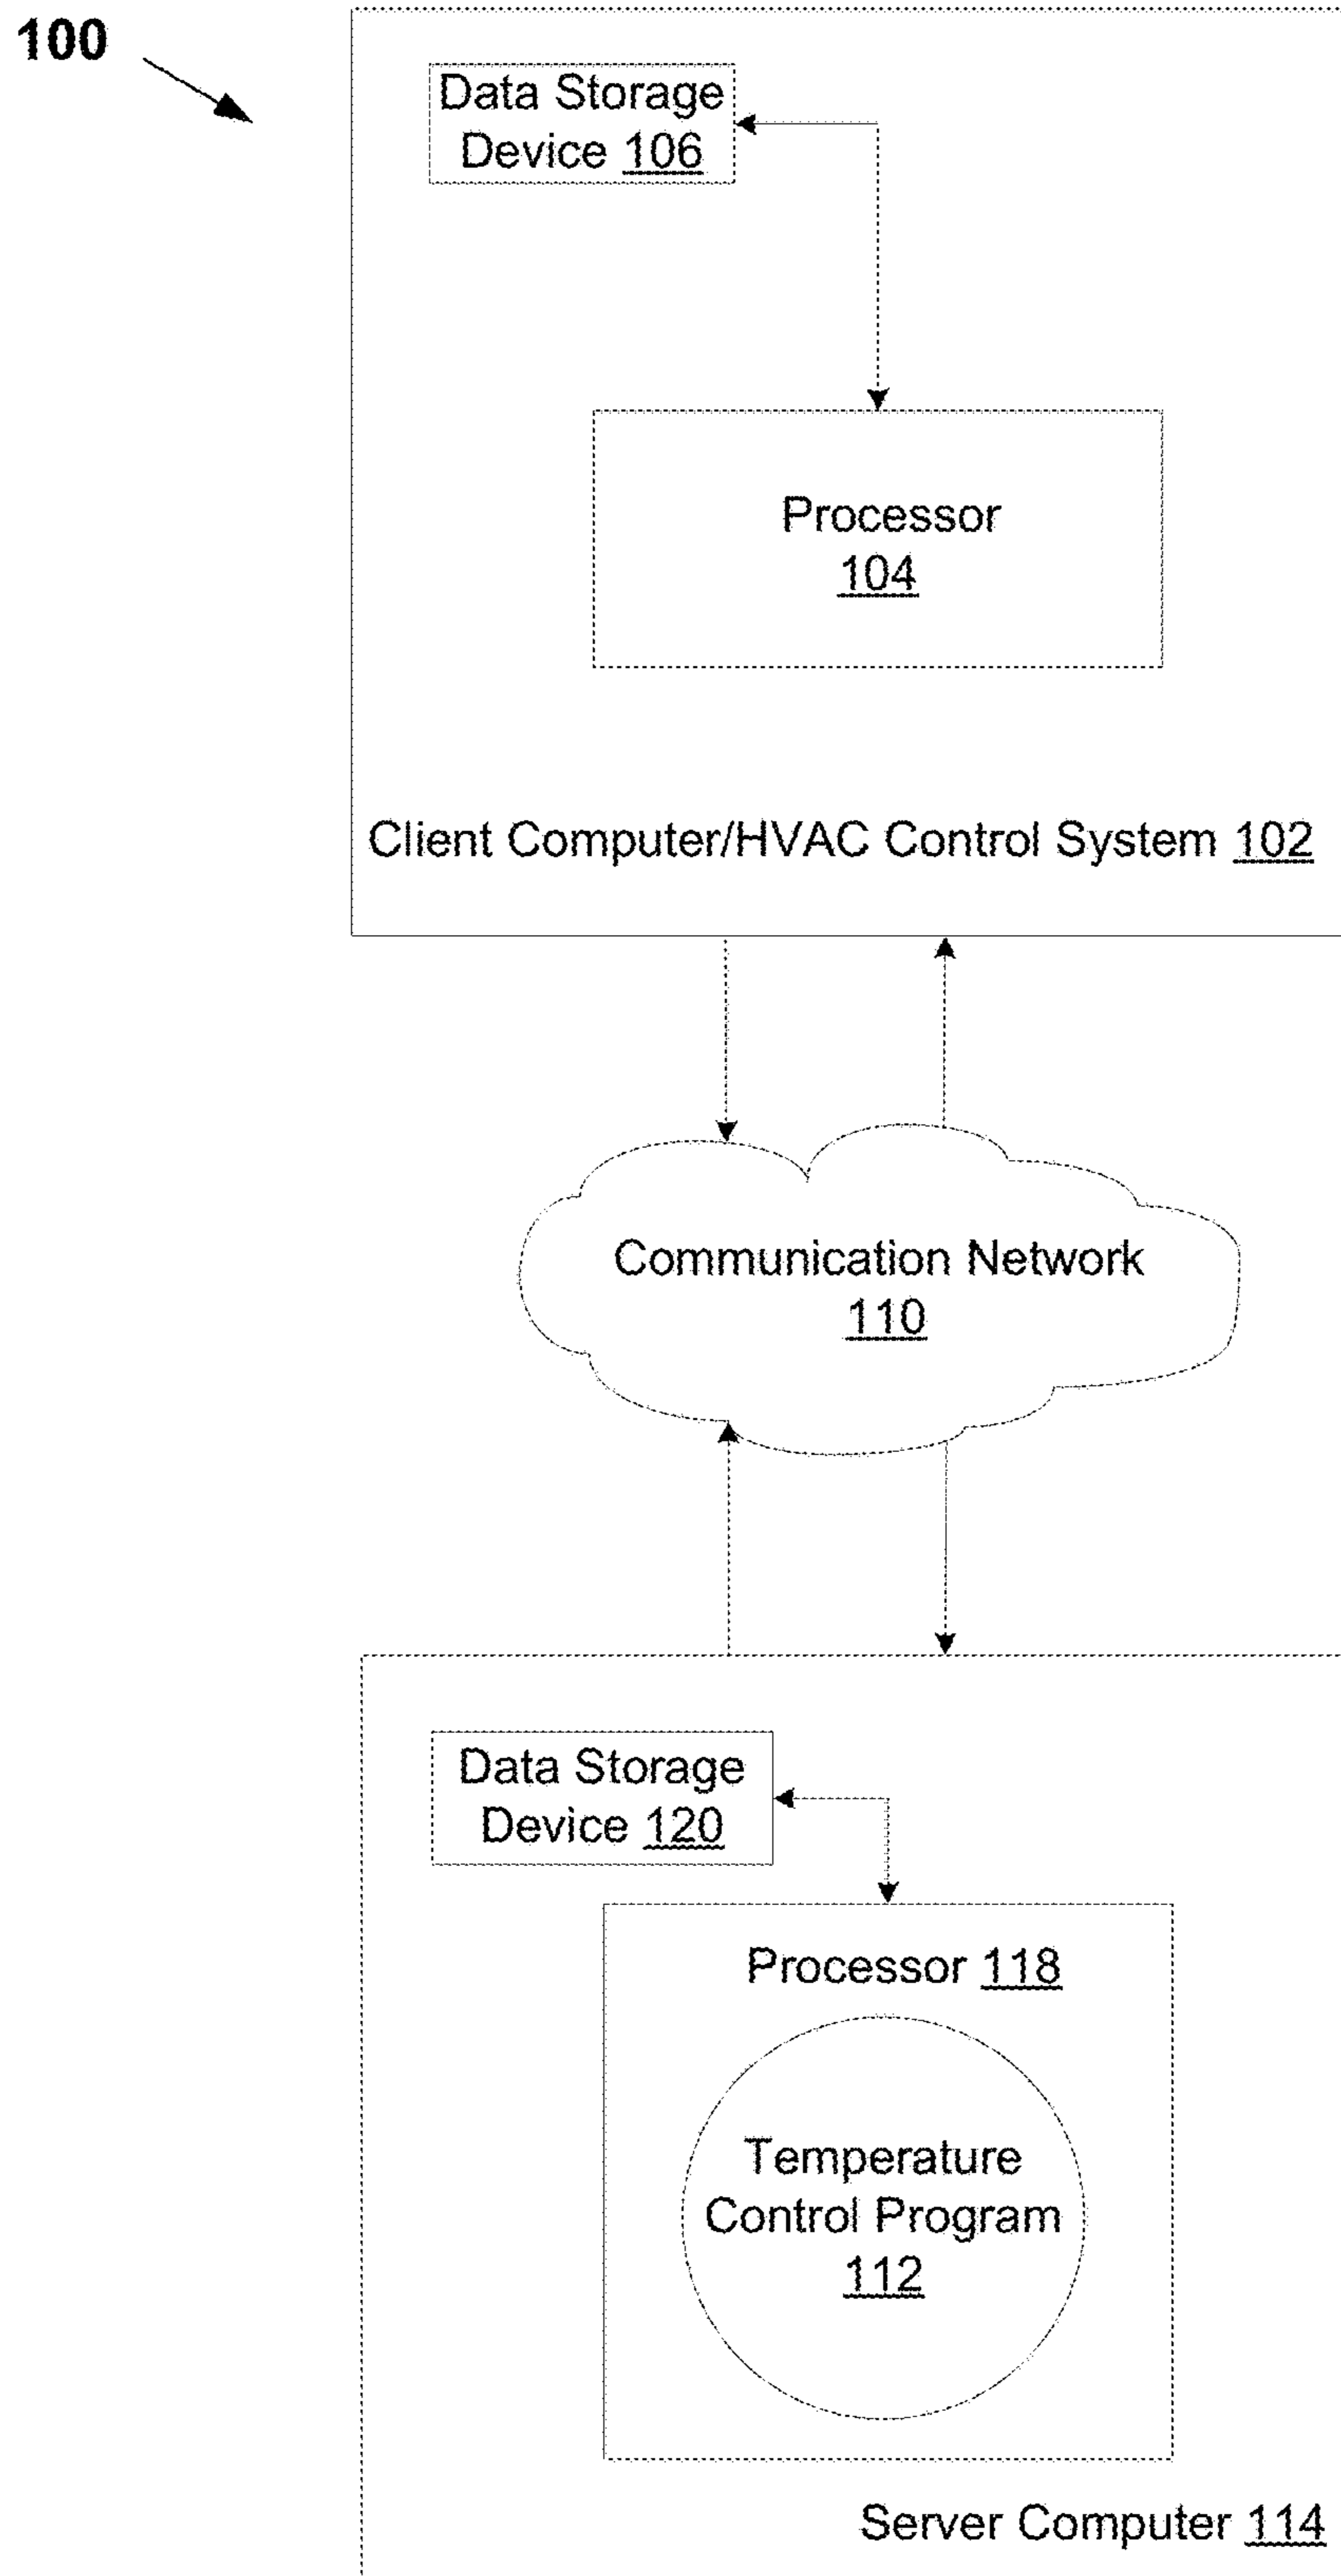 100
Data Storage
Device 106
Processor
104
Client Computer/HVAC Control System 102
Communication Network
110
Data Storage
Device 120
Processor 118
Temperature
Control Program
112
Server Computer 114